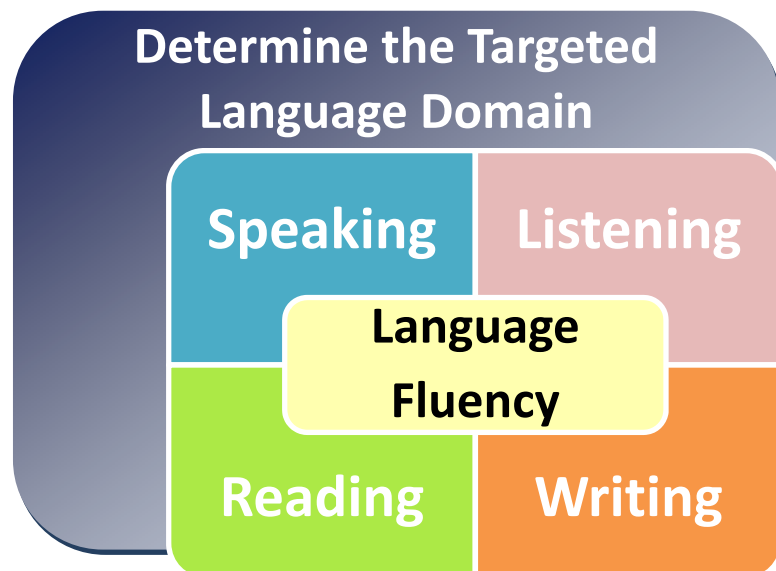 Determine the Targeted
Language Domain
Speaking
Listening
Language
Fluency
Reading
Writing